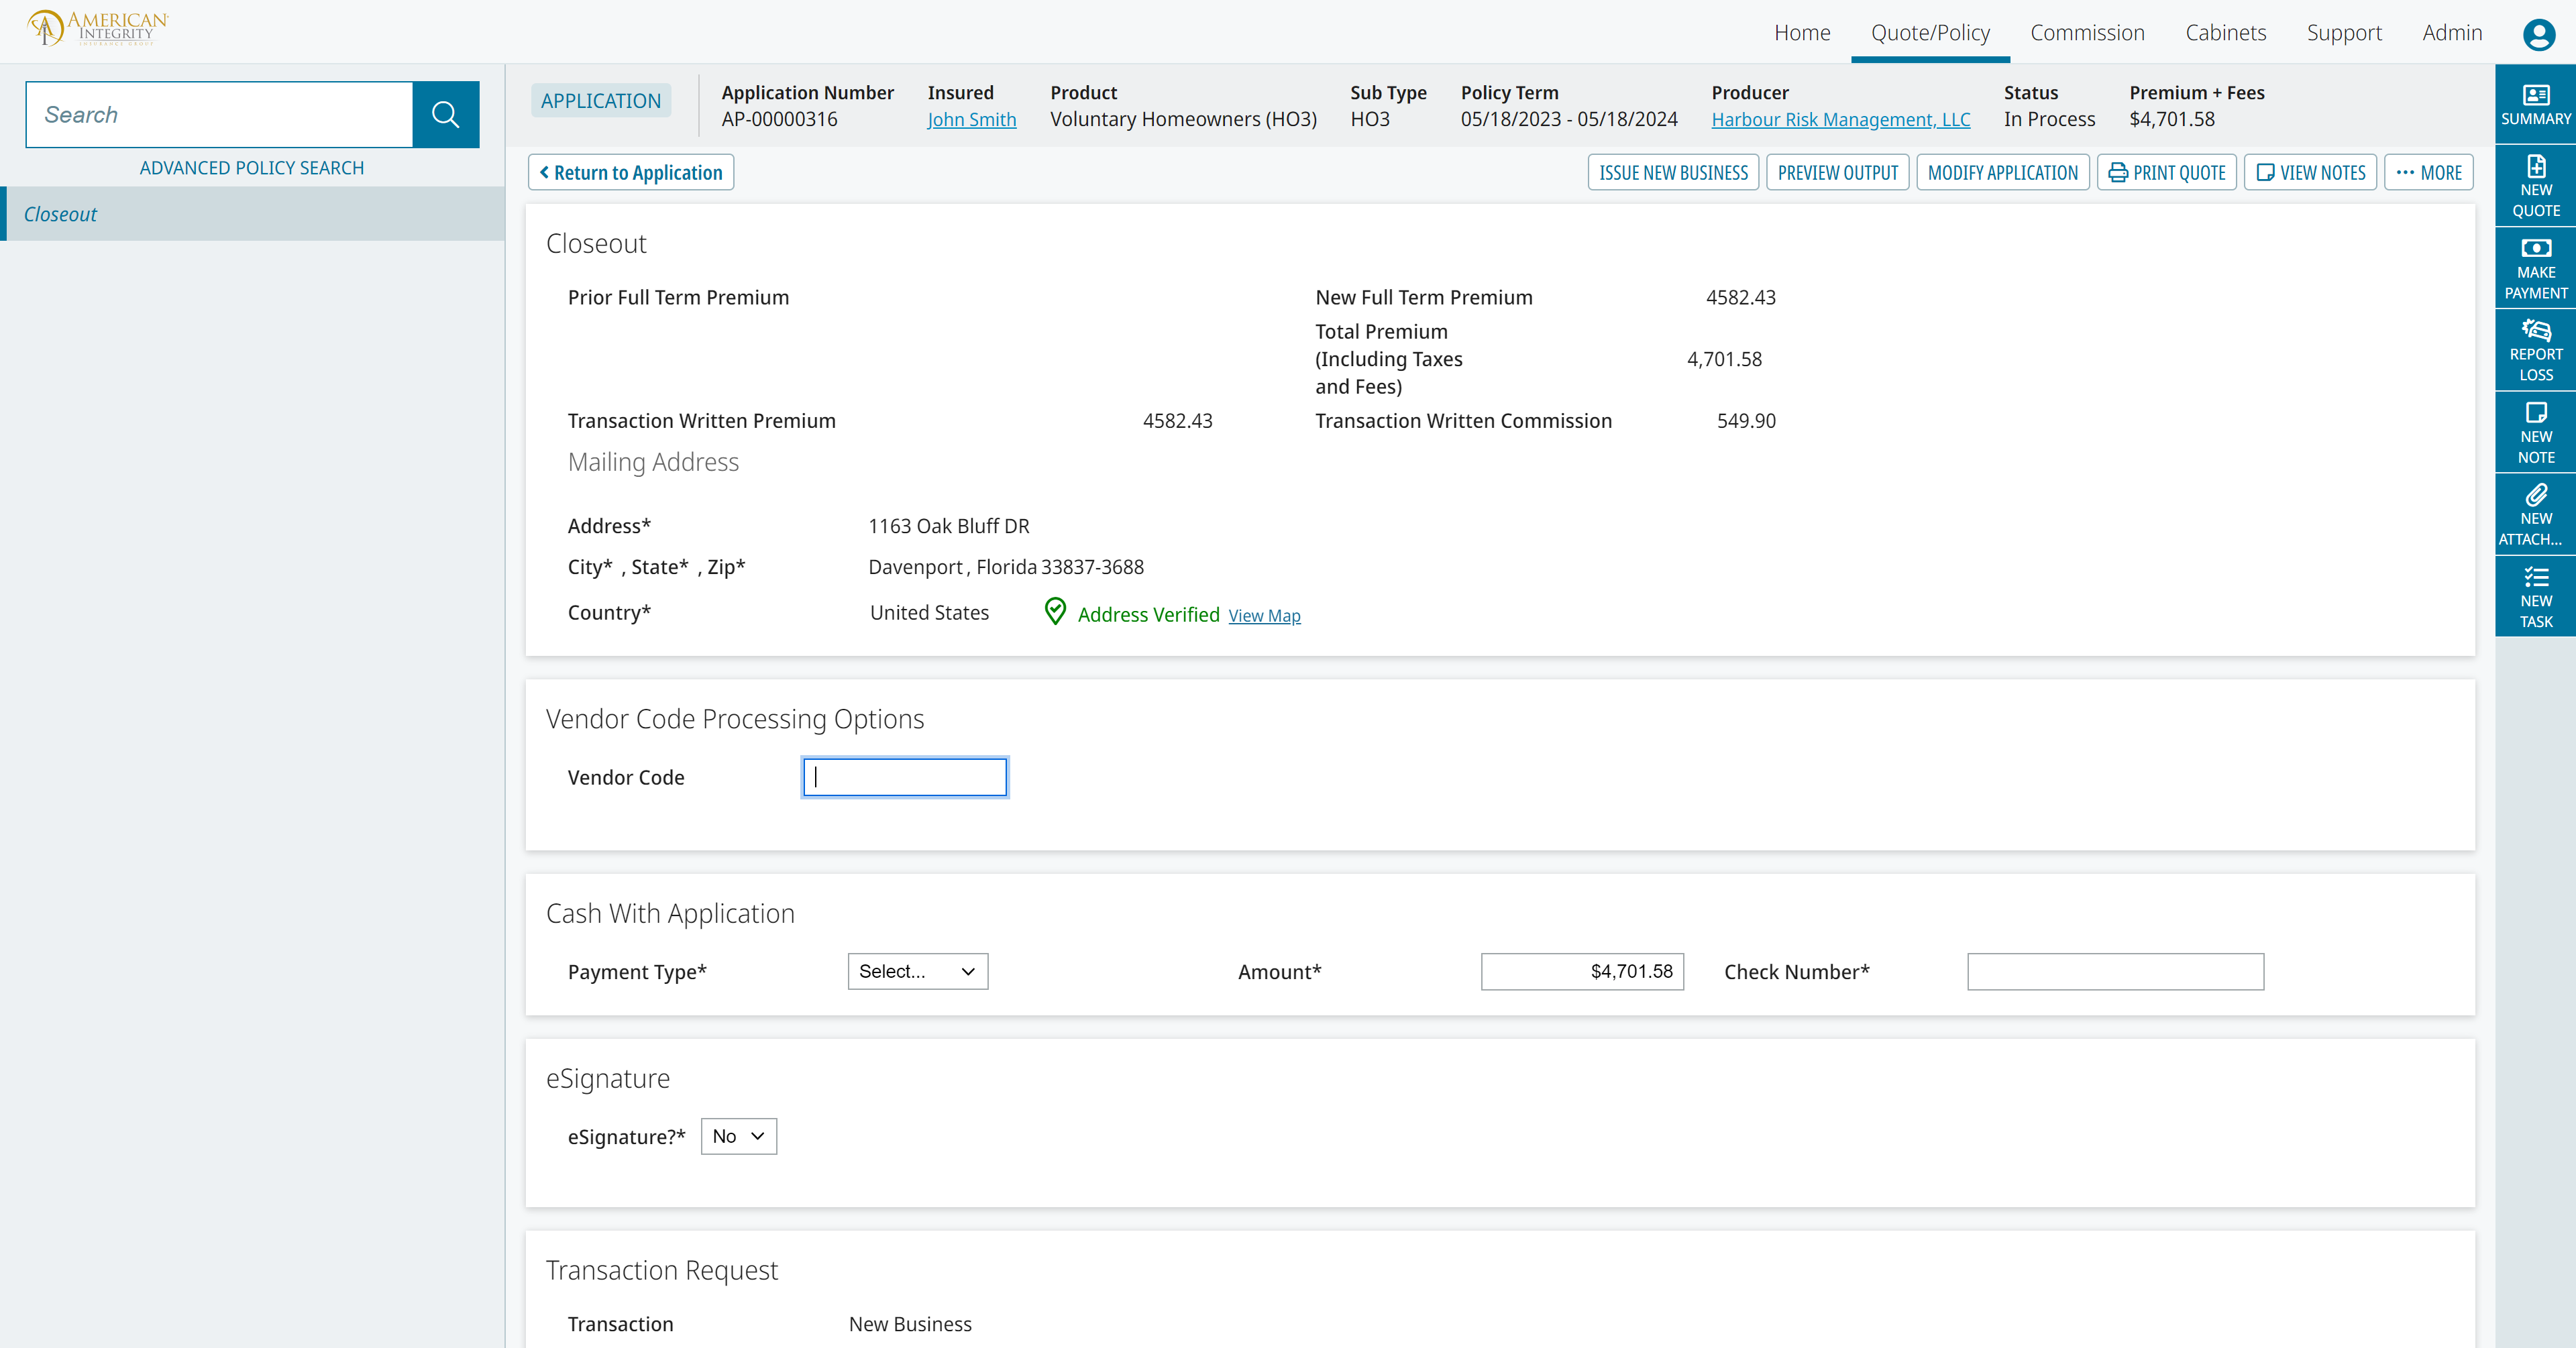 AMERICAN
INTEGRITY
INSURANCE GROUP
Home Quote/Policy Commission Cabinets Support Admin
Search
ADVANCED POLICY SEARCH
Closeout
APPLICATION
Application Number Insured Product Sub Type Policy Term Producer Status Premium + Fees
AP-00000316 John Smith Voluntary Homeowners (HO3) HO3 05/18/2023 - 05/18/2024 Harbour Risk Management, LLC In Process $4,701.58
Return to Application ISSUE NEW BUSINESS PREVIEW OUTPUT MODIFY APPLICATION PRINT QUOTE VIEW NOTES ••• MORE
Closeout
Prior Full Term Premium New Full Term Premium 4582.43
Total Premium
(Including Taxes 4,701.58
and Fees)
Transaction Written Premium 4582.43 Transaction Written Commission 549.90
Mailing Address
Address* 1163 Oak Bluff DR
City* , State* , Zip* Davenport , Florida 33837-3688
Country* United States Address Verified View Map
Vendor Code Processing Options
Vendor Code
Cash With Application
Payment Type* Select... Amount* $4,701.58 Check Number*
eSignature
eSignature?* No
Transaction Request
Transaction New Business
SUMMARY
NEW
QUOTE
MAKE
PAYMENT
REPORT
LOSS
NEW
NOTE
NEW
ATTACH...
NEW
TASK